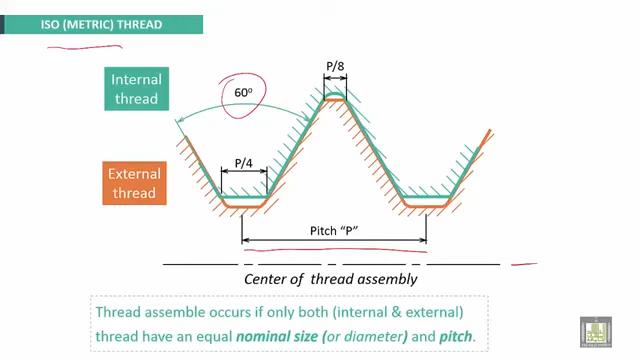 ISO (METRIC) THREAD
Internal
thread
60º
P/8
External
thread
P/4
Pitch “P”
Center of thread assembly
Thread assemble occurs if only both (internal & external)
thread have an equal nominal size (or diameter) and pitch.